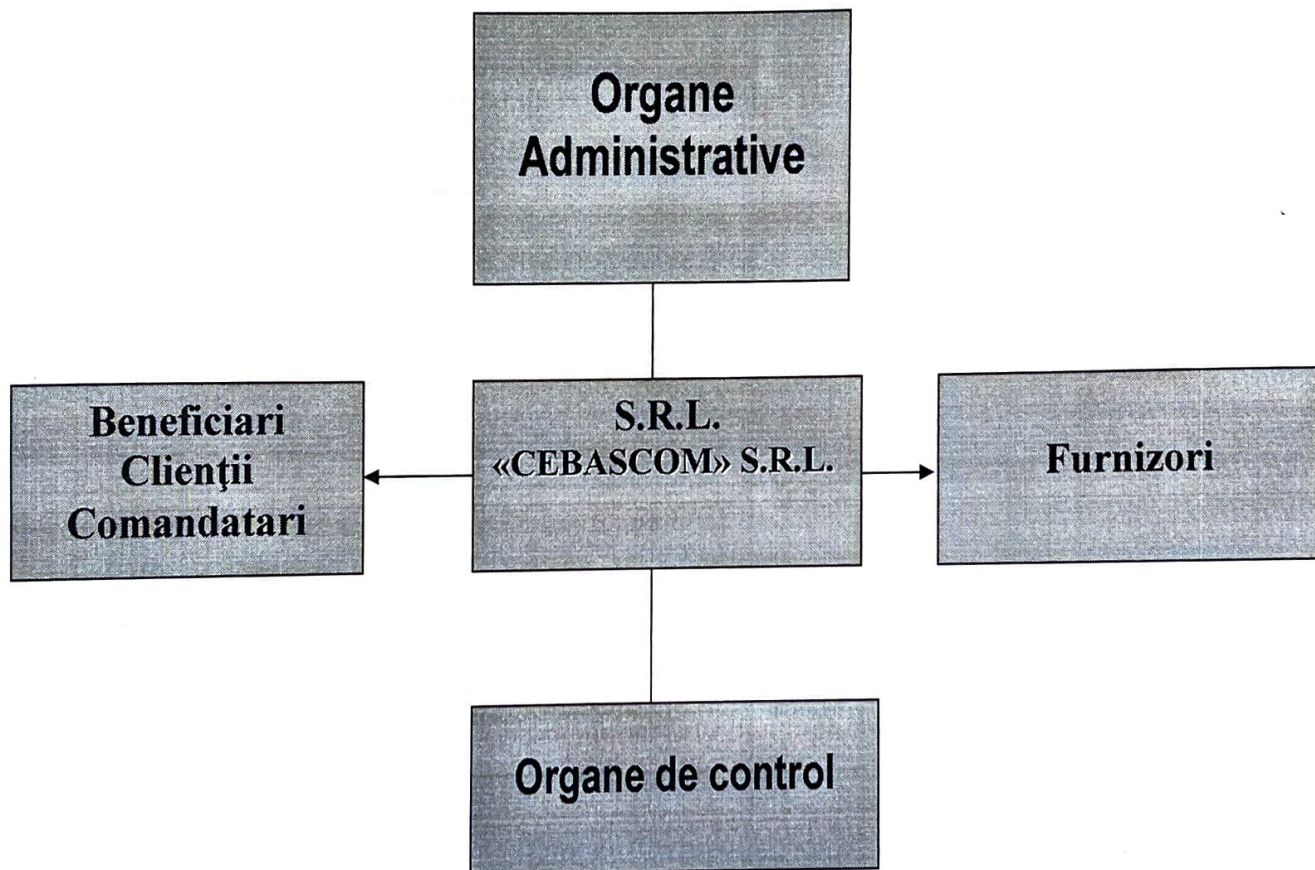 Organe
Administrative
Beneficiari
Clienţii
Comandatari
S.R.L.
«CEBASCOM» S.R.L.
Furnizori
Organe de control